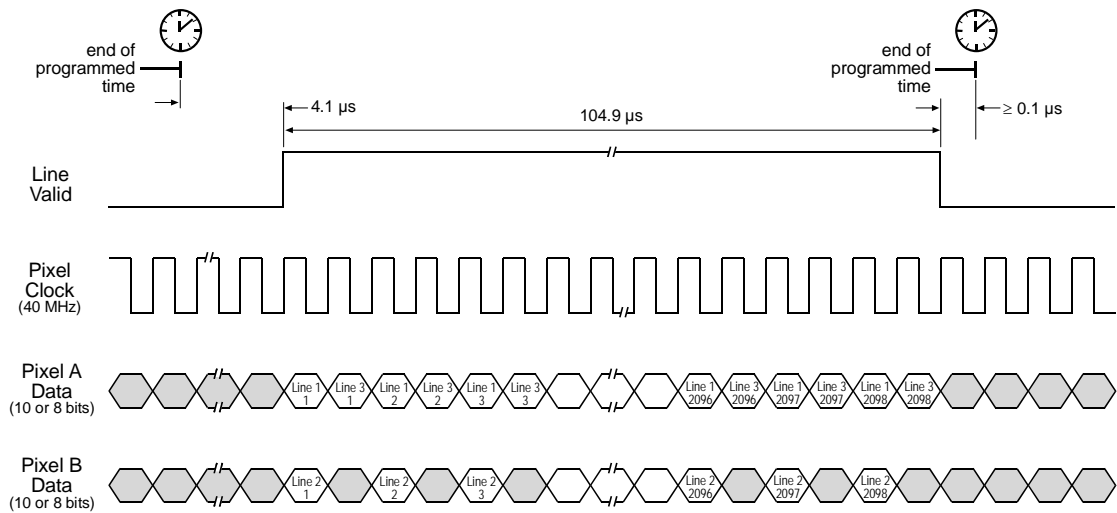 end of
programmed
time
end of
programmed
time
4.1 µs
104.9 µs
≥ 0.1 µs
Line
Valid
Pixel
Clock
(40 MHz)
Pixel A
Data
(10 or 8 bits)
Line 1
1
Line 3
1
Line 1
2
Line 3
2
Line 1
3
Line 3
3
Line 1
2096
Line 3
2096
Line 1
2097
Line 3
2097
Line 1
2098
Line 3
2098
Pixel B
Data
(10 or 8 bits)
Line 2
1
Line 2
2
Line 2
3
Line 2
2096
Line 2
2097
Line 2
2098